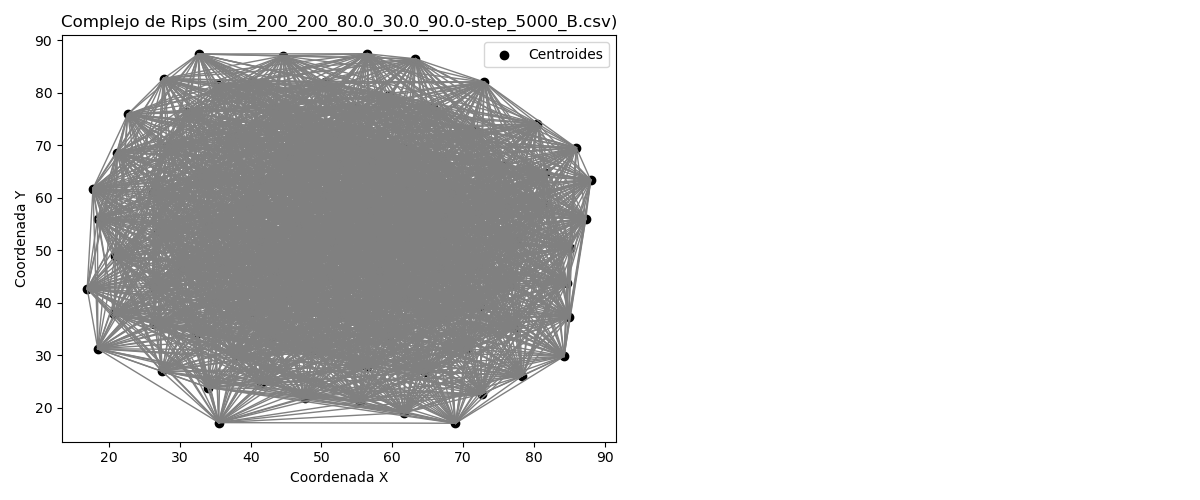 Complejo de Rips (sim_200_200_80.0_30.0_90.0-step_5000_B.csv)
Centroides
90
80
70
60
50
40
30
20
Coordenada Y
20 30 40 50 60 70 80 90
Coordenada X